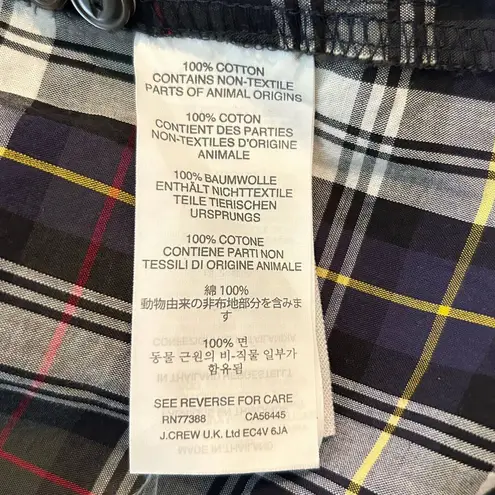 100% COTTON
CONTAINS NON-TEXTILE
PARTS OF ANIMAL ORIGINS
100% COTON
CONTIENT DES PARTIES
NON-TEXTILES D'ORIGINE
ANIMALE
100% BAUMWOLLE
ENTHÄLT NICHTTEXTILE
TEILE TIERISCHEN
URSPRUNGS
100% COTONE
CONTIENE PARTI NON
TESSILI DI ORIGINE ANIMALE
綿 100%
動物由来の非布地部分を含みま
す
100% 면
동물 근원의 비-직물 일부가
함유됨
SEE REVERSE FOR CARE
RN77388 CA56445
J.CREW U.K. Ltd EC4V 6JA